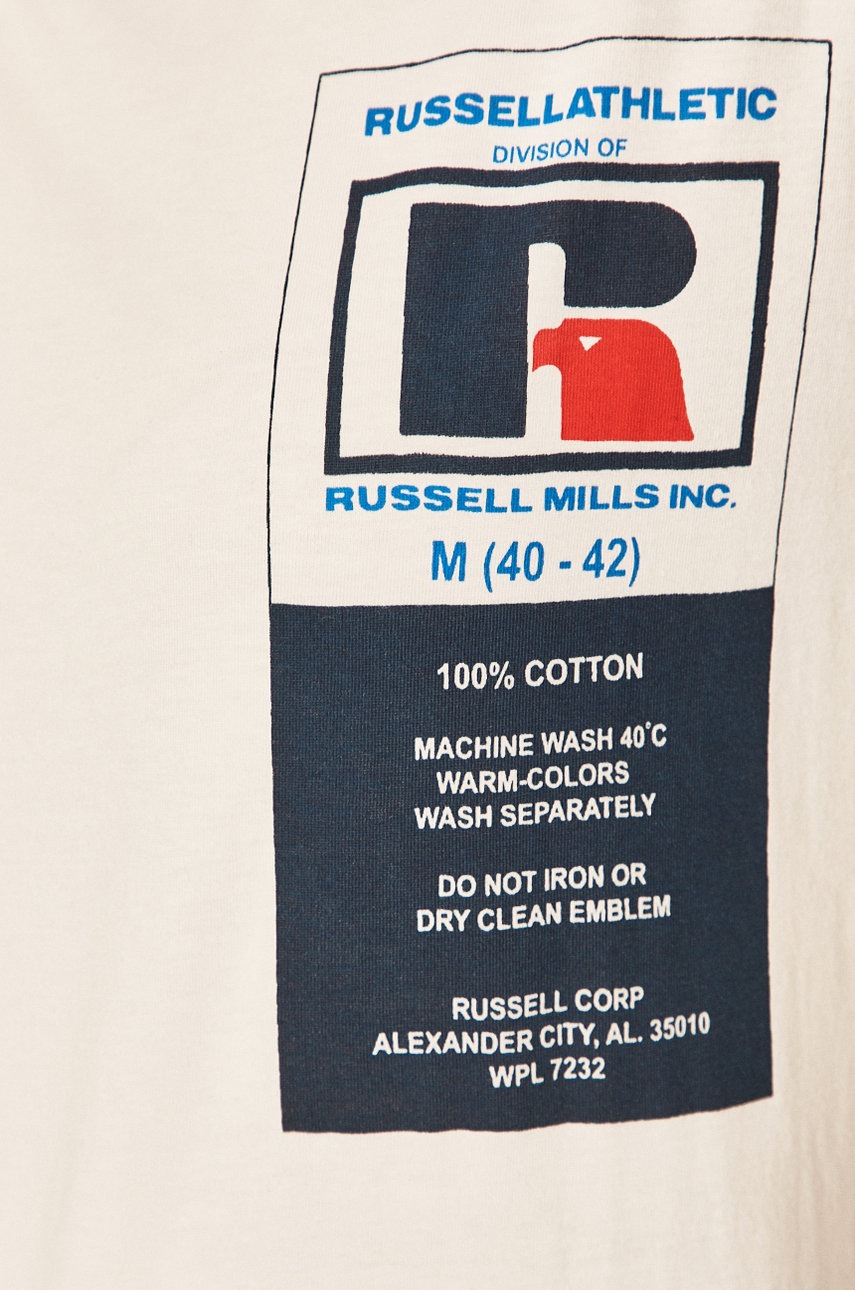 RUSSELLATHLETIC
DIVISION OF
R
RUSSELL MILLS INC.
M (40 - 42)
100% COTTON
MACHINE WASH 40°C
WARM-COLORS
WASH SEPARATELY
DO NOT IRON OR
DRY CLEAN EMBLEM
RUSSELL CORP
ALEXANDER CITY, AL. 35010
WPL 7232